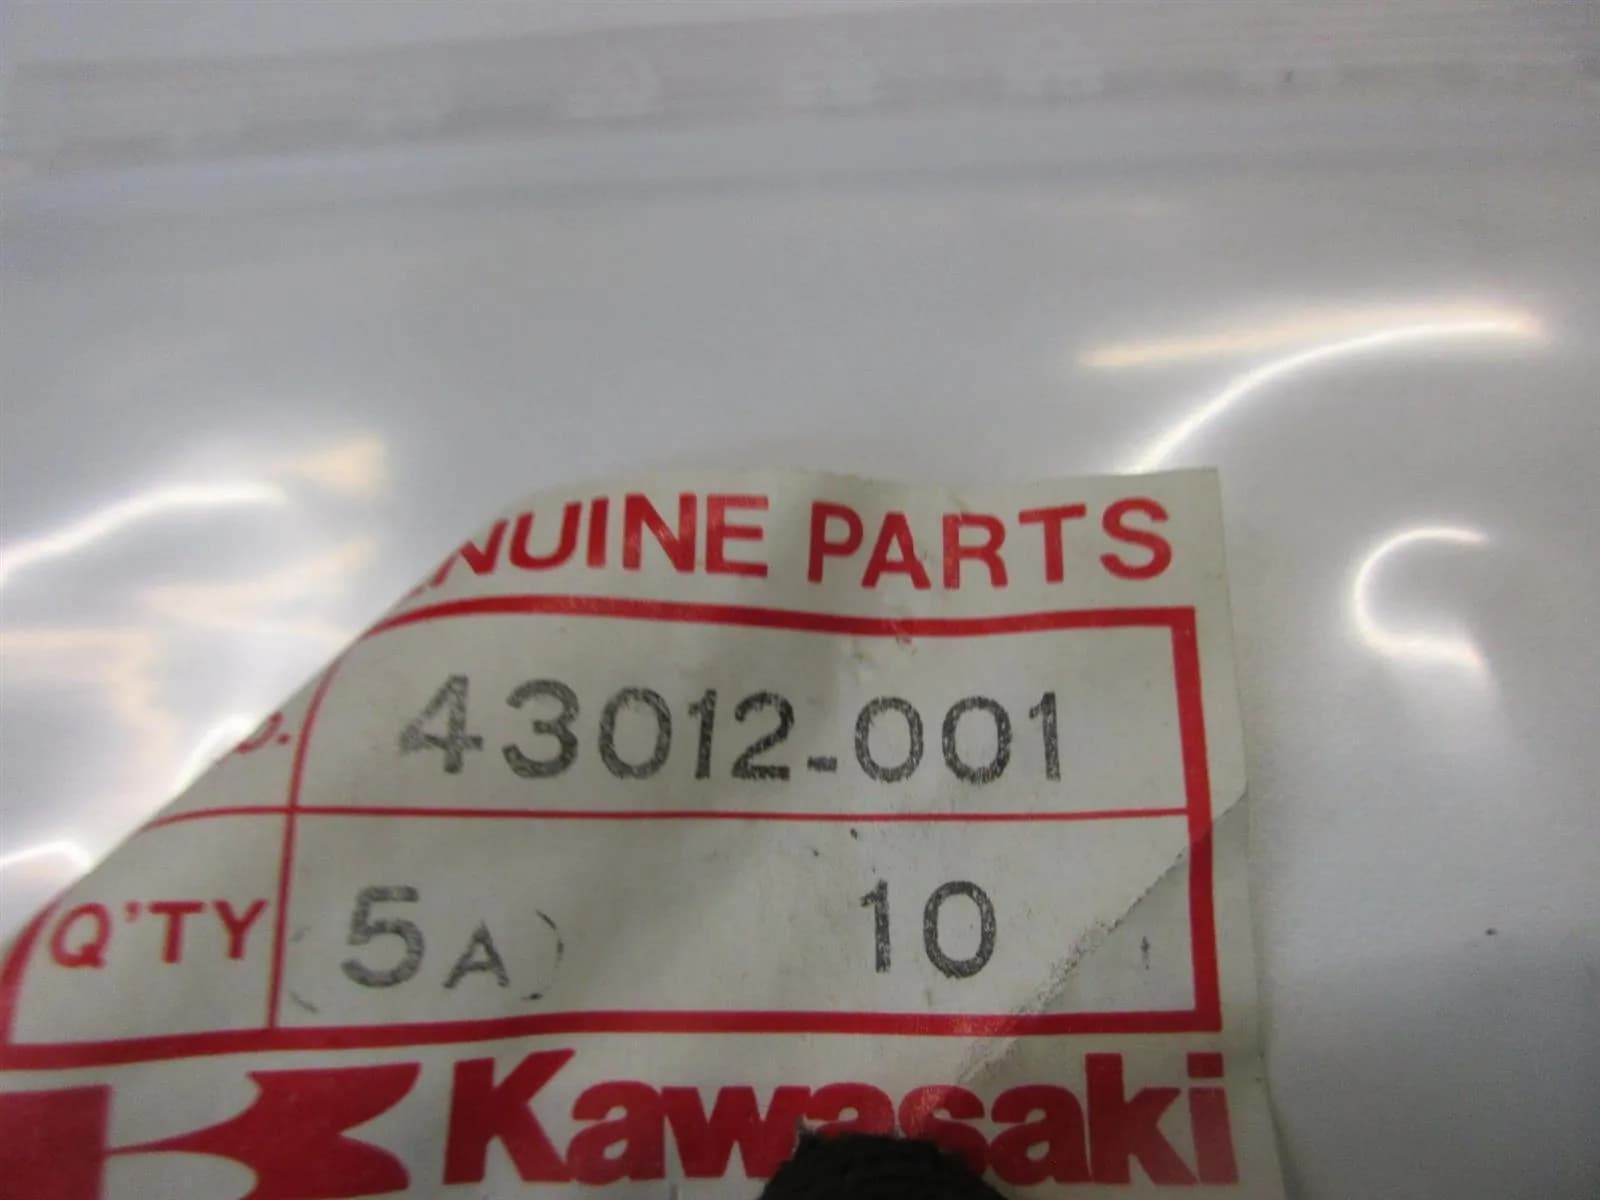 NUINE PARTS
43012-001
Q'TY (5A) 10
Kawasaki